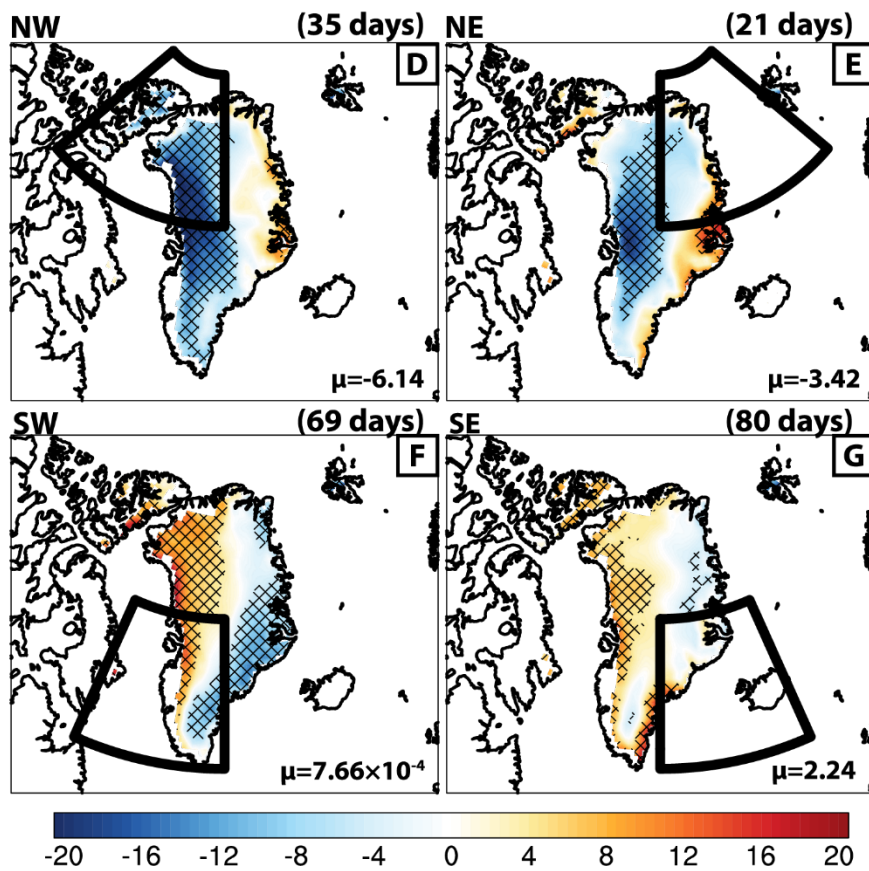 NW (35 days)
D
μ=-6.14
NE (21 days)
E
μ=-3.42
SW (69 days)
F
μ=7.66×10⁻⁴
SE (80 days)
G
μ=2.24
-20 -16 -12 -8 -4 0 4 8 12 16 20